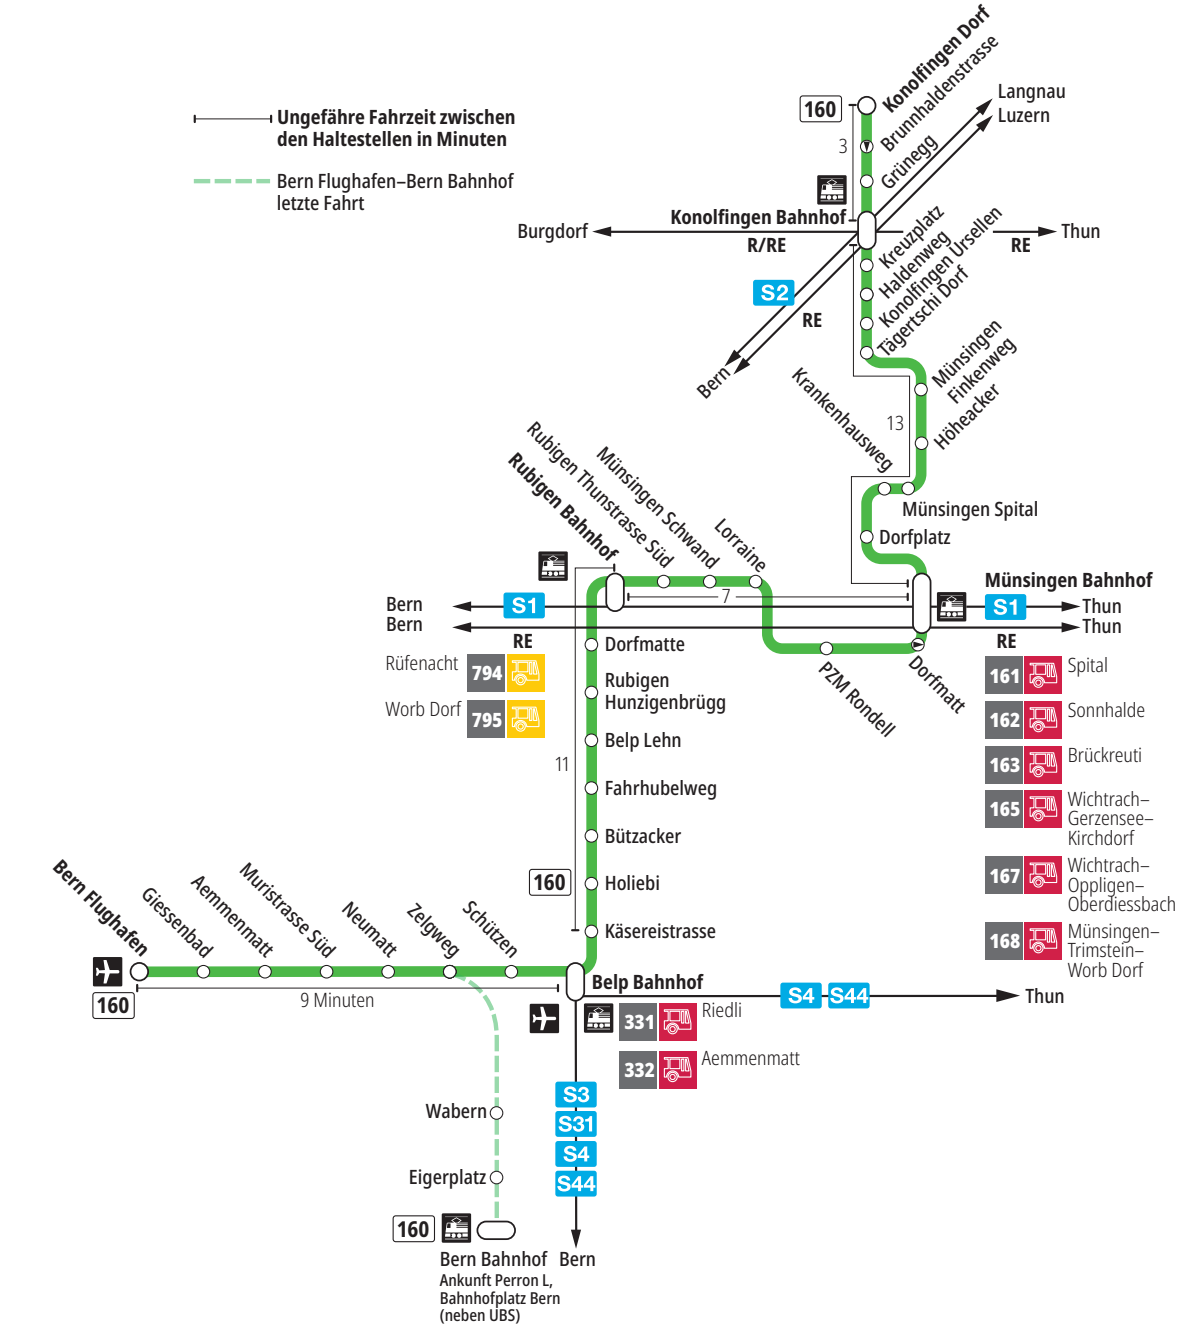 Ungefähre Fahrzeit zwischen
den Haltestellen in Minuten
Bern Flughafen–Bern Bahnhof
letzte Fahrt
160
Konolfingen Dorf
Brunnhaldenstrasse
3
Grünegg
Langnau
Luzern
Konolfingen Bahnhof
Burgdorf
R/RE
RE
Thun
S2
RE
Bern
Kreuzplatz
Haldenweg
Konolfingen Ursellen
Tägertschi Dorf
Münsingen
Finkenweg
13
Höheacker
Krankenhausweg
Münsingen Spital
Dorfplatz
Rubigen Bahnhof
Rubigen Thunstrasse Süd
Münsingen Schwand
Lorraine
7
Münsingen Bahnhof
Bern
S1
S1
Thun
Bern
Thun
RE
RE
Rüfenacht
794
Worb Dorf
795
PZM Rondell
Dorfmatt
161
Spital
162
Sonnhalde
163
Brückreuti
165
Wichtrach–
Gerzensee–
Kirchdorf
167
Wichtrach–
Oppligen–
Oberdiessbach
168
Münsingen–
Trimstein–
Worb Dorf
Dorfmatte
Rubigen
Hunzigenbrügg
Belp Lehn
11
Fahrhubelweg
Bützacker
160
Holiebi
Käsereistrasse
Bern Flughafen
Giessenbad
Aemmenmatt
Muristrasse Süd
Neumatt
Zelgweg
Schützen
160
9 Minuten
Belp Bahnhof
S4
S44
Thun
331
Riedli
332
Aemmenmatt
S3
S31
S4
S44
Bern
Wabern
Eigerplatz
160
Bern Bahnhof
Ankunft Perron L,
Bahnhofplatz Bern
(neben UBS)